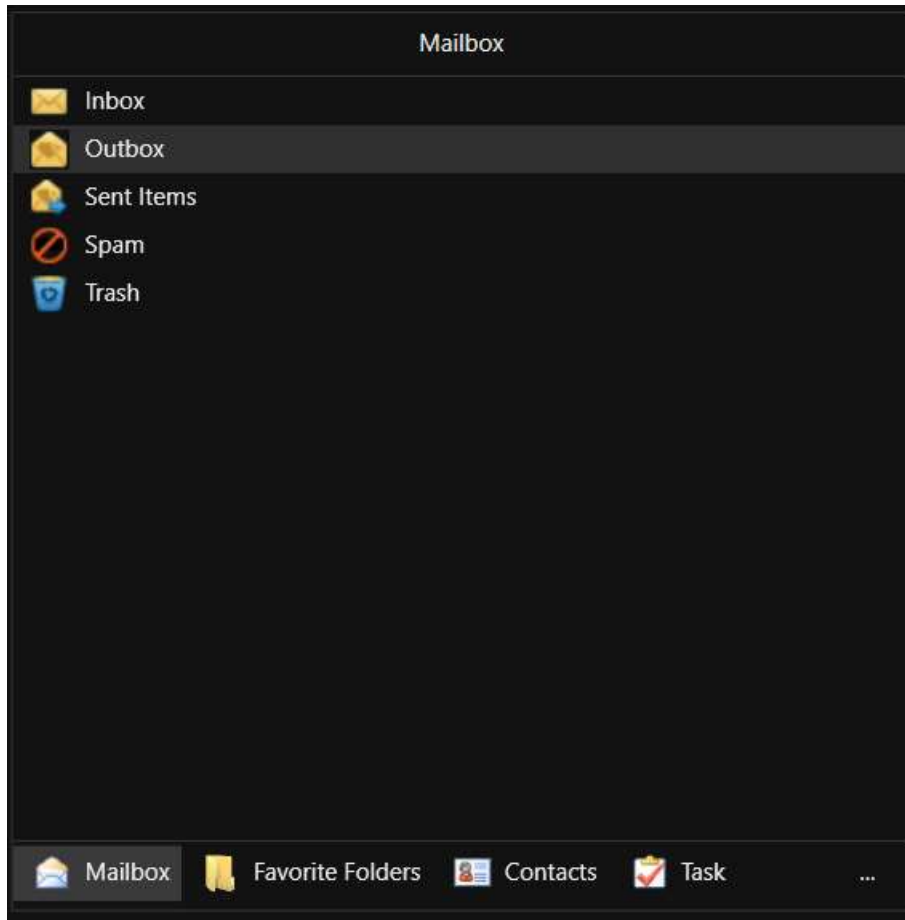 Mailbox
Inbox
Outbox
Sent Items
Spam
Trash
Mailbox Favorite Folders Contacts Task ...